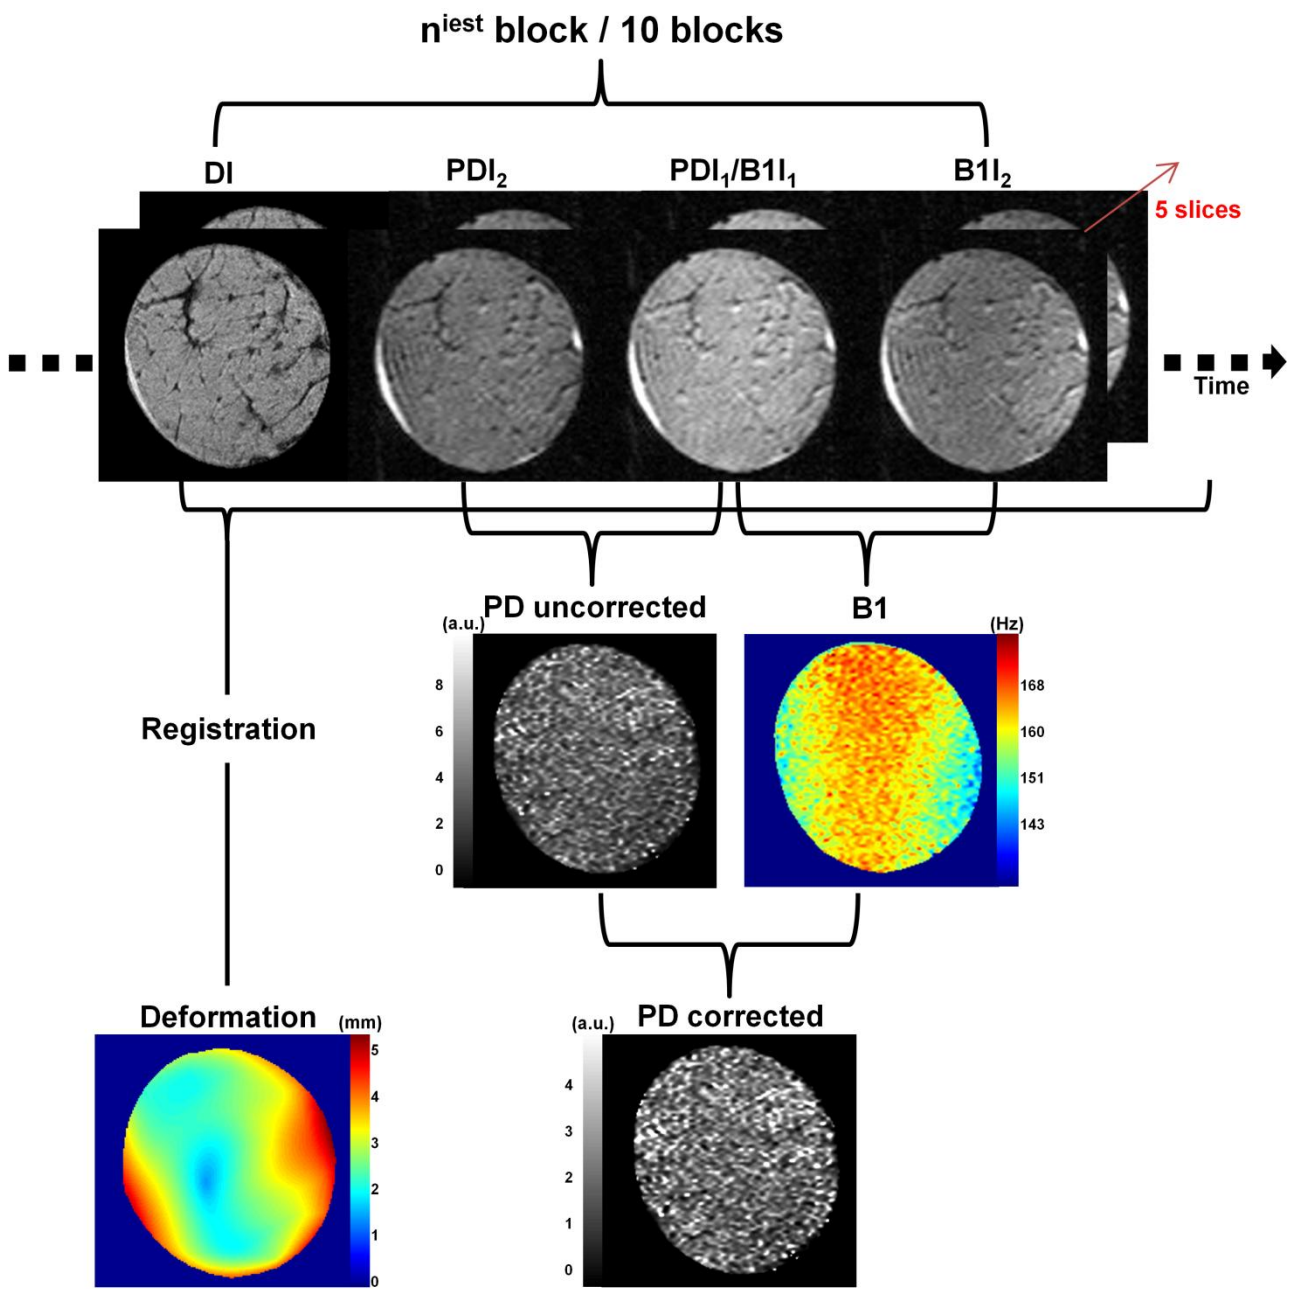 nⁱᵉˢᵗ block / 10 blocks
DI
PDI₂
PDI₁/B1I₁
B1I₂
5 slices
Time
PD uncorrected
B1
(a.u.)
(Hz)
8
6
4
2
0
168
160
151
143
Registration
Deformation
(mm)
5
4
3
2
1
0
PD corrected
(a.u.)
4
3
2
1
0